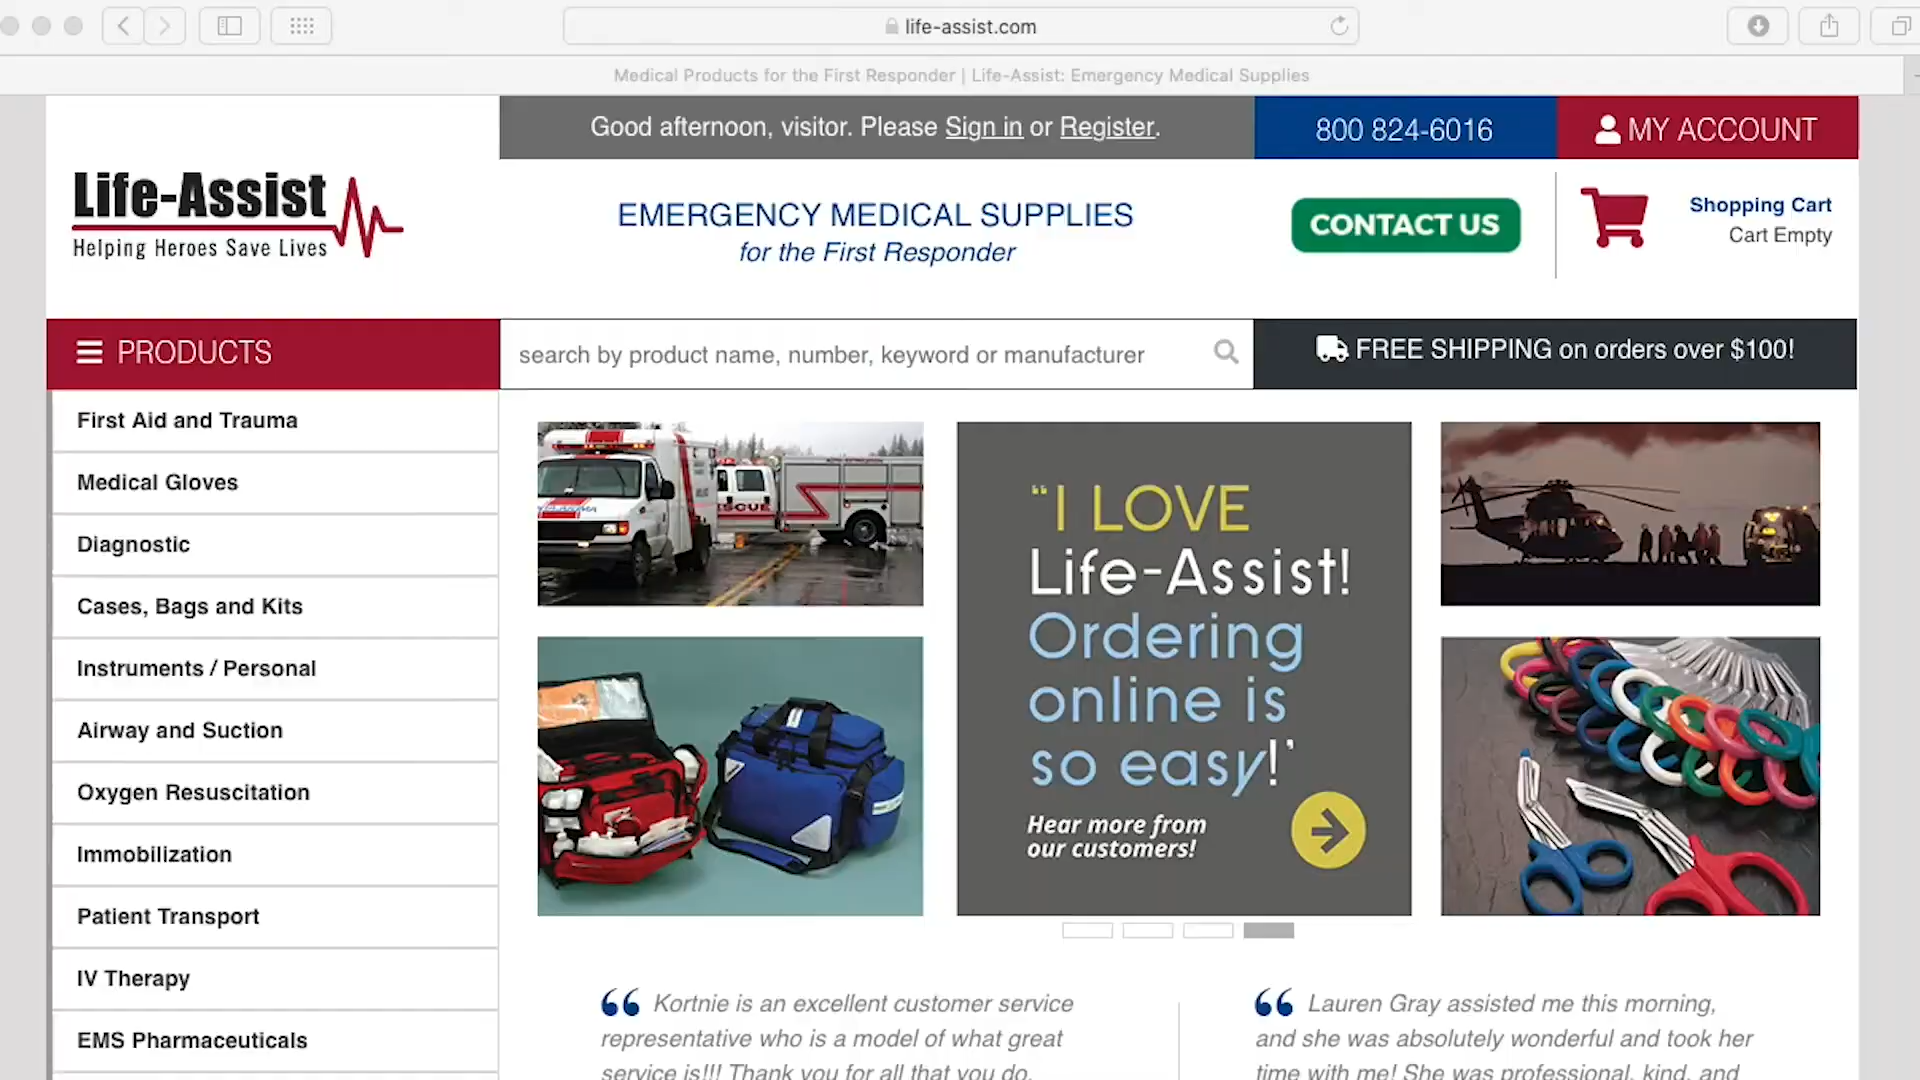 life-assist.com
Medical Products for the First Responder | Life-Assist: Emergency Medical Supplies
Good afternoon, visitor. Please Sign in or Register.
800 824-6016
MY ACCOUNT
Life-Assist
Helping Heroes Save Lives
EMERGENCY MEDICAL SUPPLIES
for the First Responder
CONTACT US
Shopping Cart
Cart Empty
PRODUCTS
search by product name, number, keyword or manufacturer
FREE SHIPPING on orders over $100!
First Aid and Trauma
Medical Gloves
Diagnostic
Cases, Bags and Kits
Instruments / Personal
Airway and Suction
Oxygen Resuscitation
Immobilization
Patient Transport
IV Therapy
EMS Pharmaceuticals
“I LOVE
Life-Assist!
Ordering
online is
so easy!’
Hear more from
our customers!
Kortnie is an excellent customer service
representative who is a model of what great
service is!!! Thank you for all that you do.
Lauren Gray assisted me this morning,
and she was absolutely wonderful and took her
time with me! She was professional, kind, and